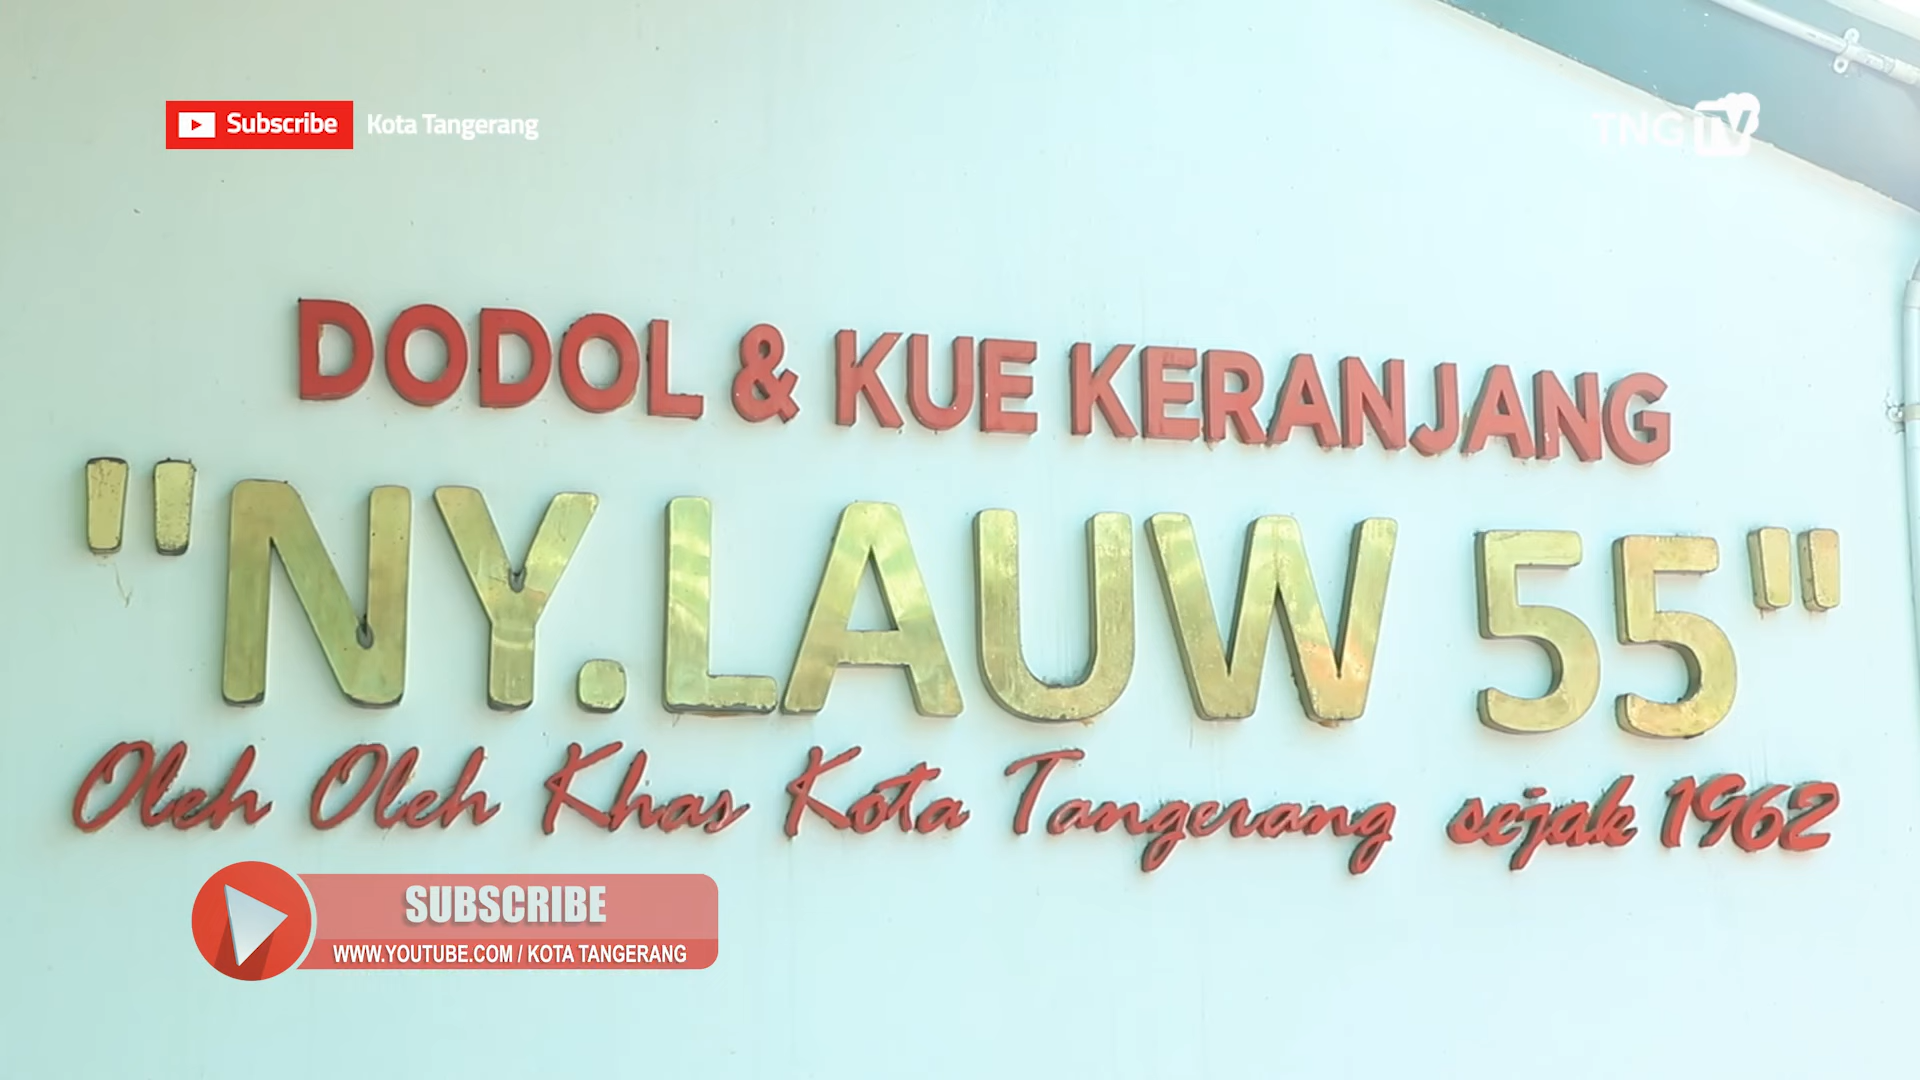 Subscribe Kota Tangerang
TNG TV
DODOL & KUE KERANJANG
"NY.LAUW 55"
Oleh Oleh Khas Kota Tangerang sejak 1962
SUBSCRIBE
WWW.YOUTUBE.COM / KOTA TANGERANG